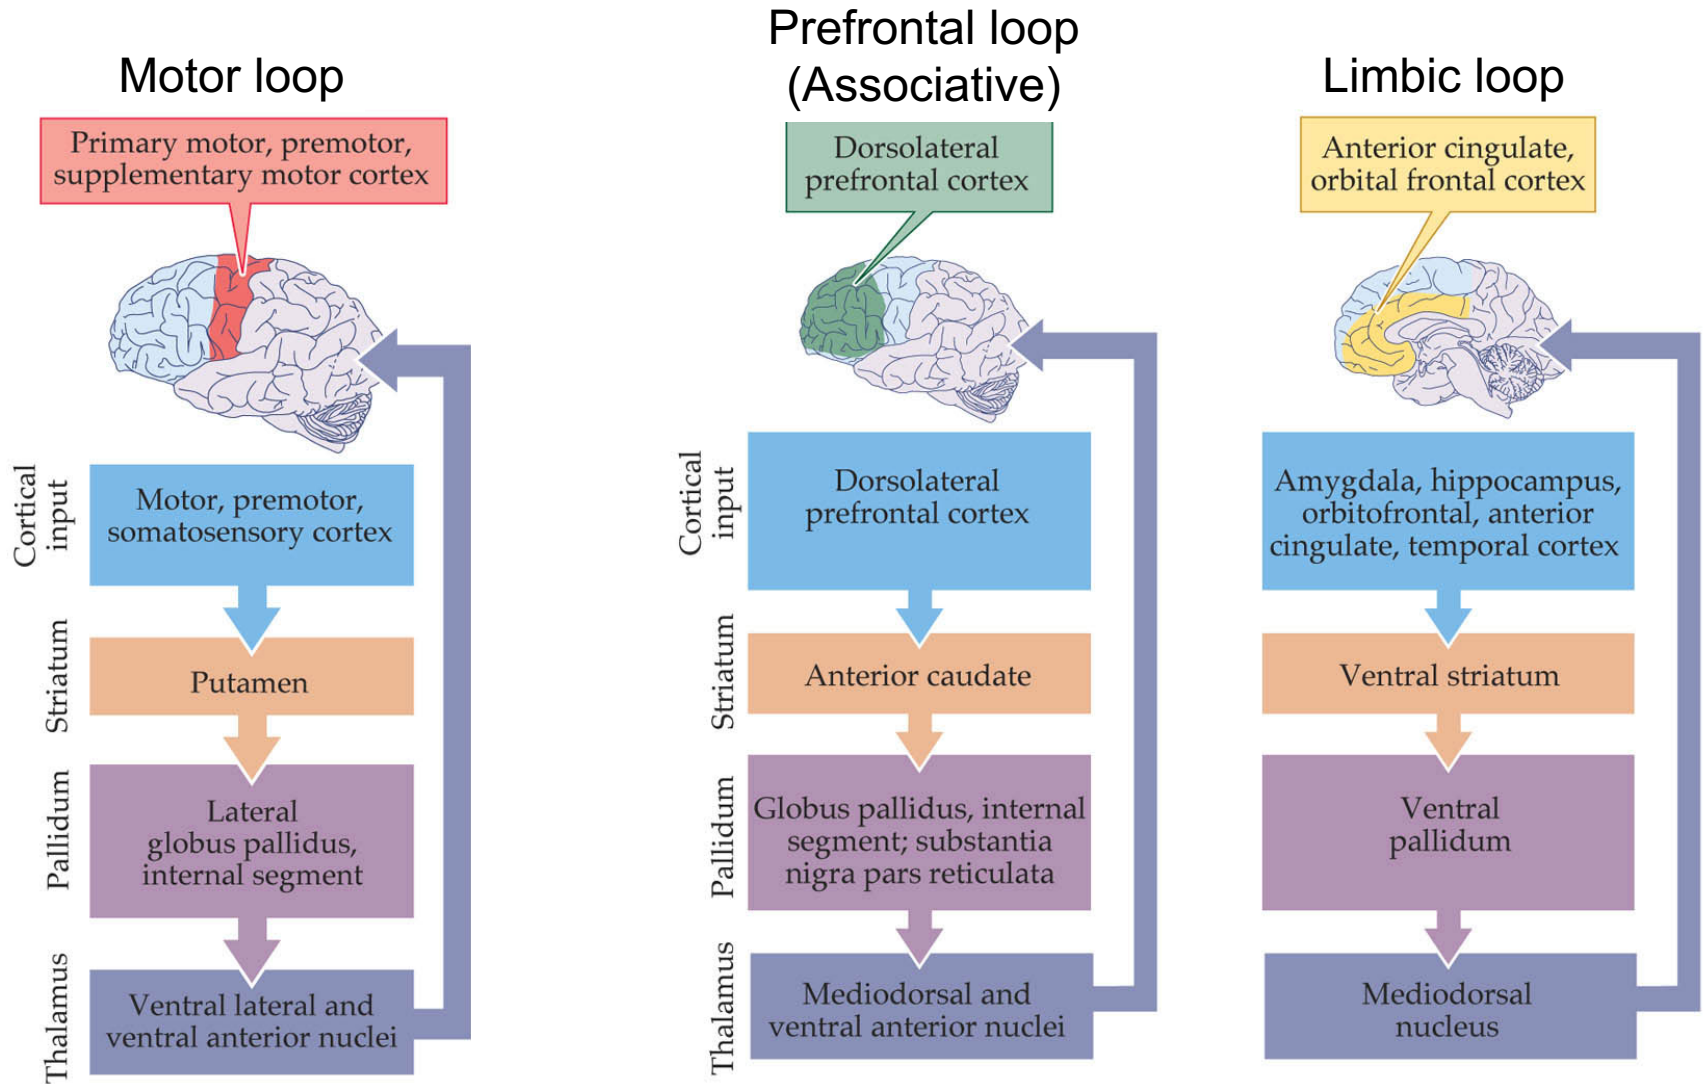 Motor loop
Primary motor, premotor,
supplementary motor cortex
Cortical
input
Motor, premotor,
somatosensory cortex
Striatum
Putamen
Pallidum
Lateral
globus pallidus,
internal segment
Thalamus
Ventral lateral and
ventral anterior nuclei
Prefrontal loop
(Associative)
Dorsolateral
prefrontal cortex
Cortical
input
Dorsolateral
prefrontal cortex
Striatum
Anterior caudate
Pallidum
Globus pallidus, internal
segment; substantia
nigra pars reticulata
Thalamus
Mediodorsal and
ventral anterior nuclei
Limbic loop
Anterior cingulate,
orbital frontal cortex
Amygdala, hippocampus,
orbitofrontal, anterior
cingulate, temporal cortex
Ventral striatum
Ventral
pallidum
Mediodorsal
nucleus